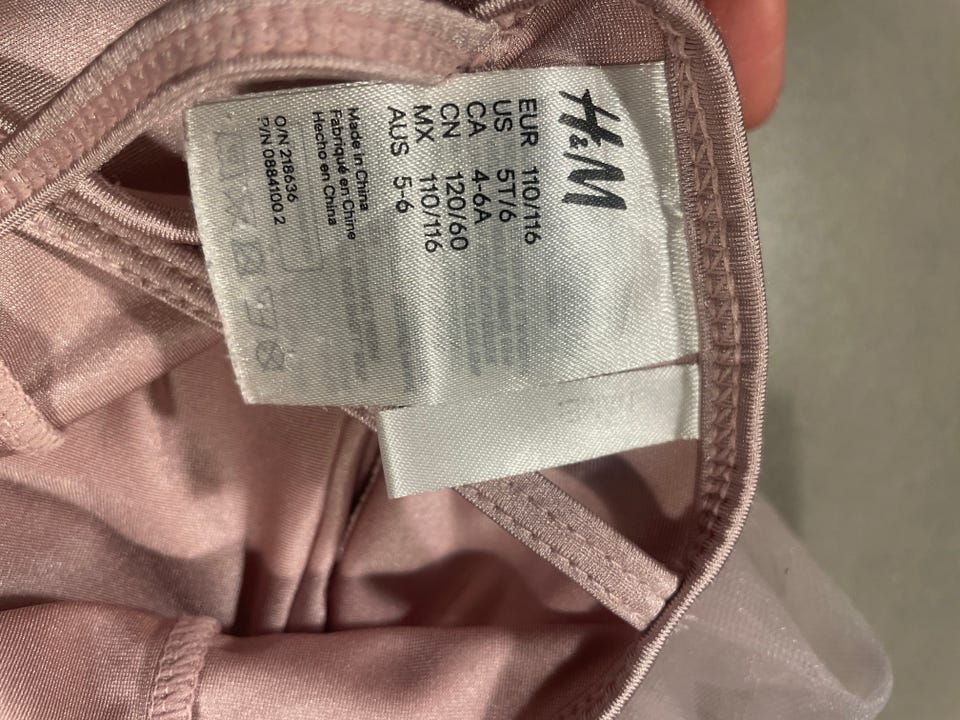 H&M
EUR 110/116
US 5T/6
CA 4-6A
CN 120/60
MX 110/116
AUS 5-6
Made in China
Fabriqué en Chine
Hecho en China
O/N 218636
P/N 0884100 2